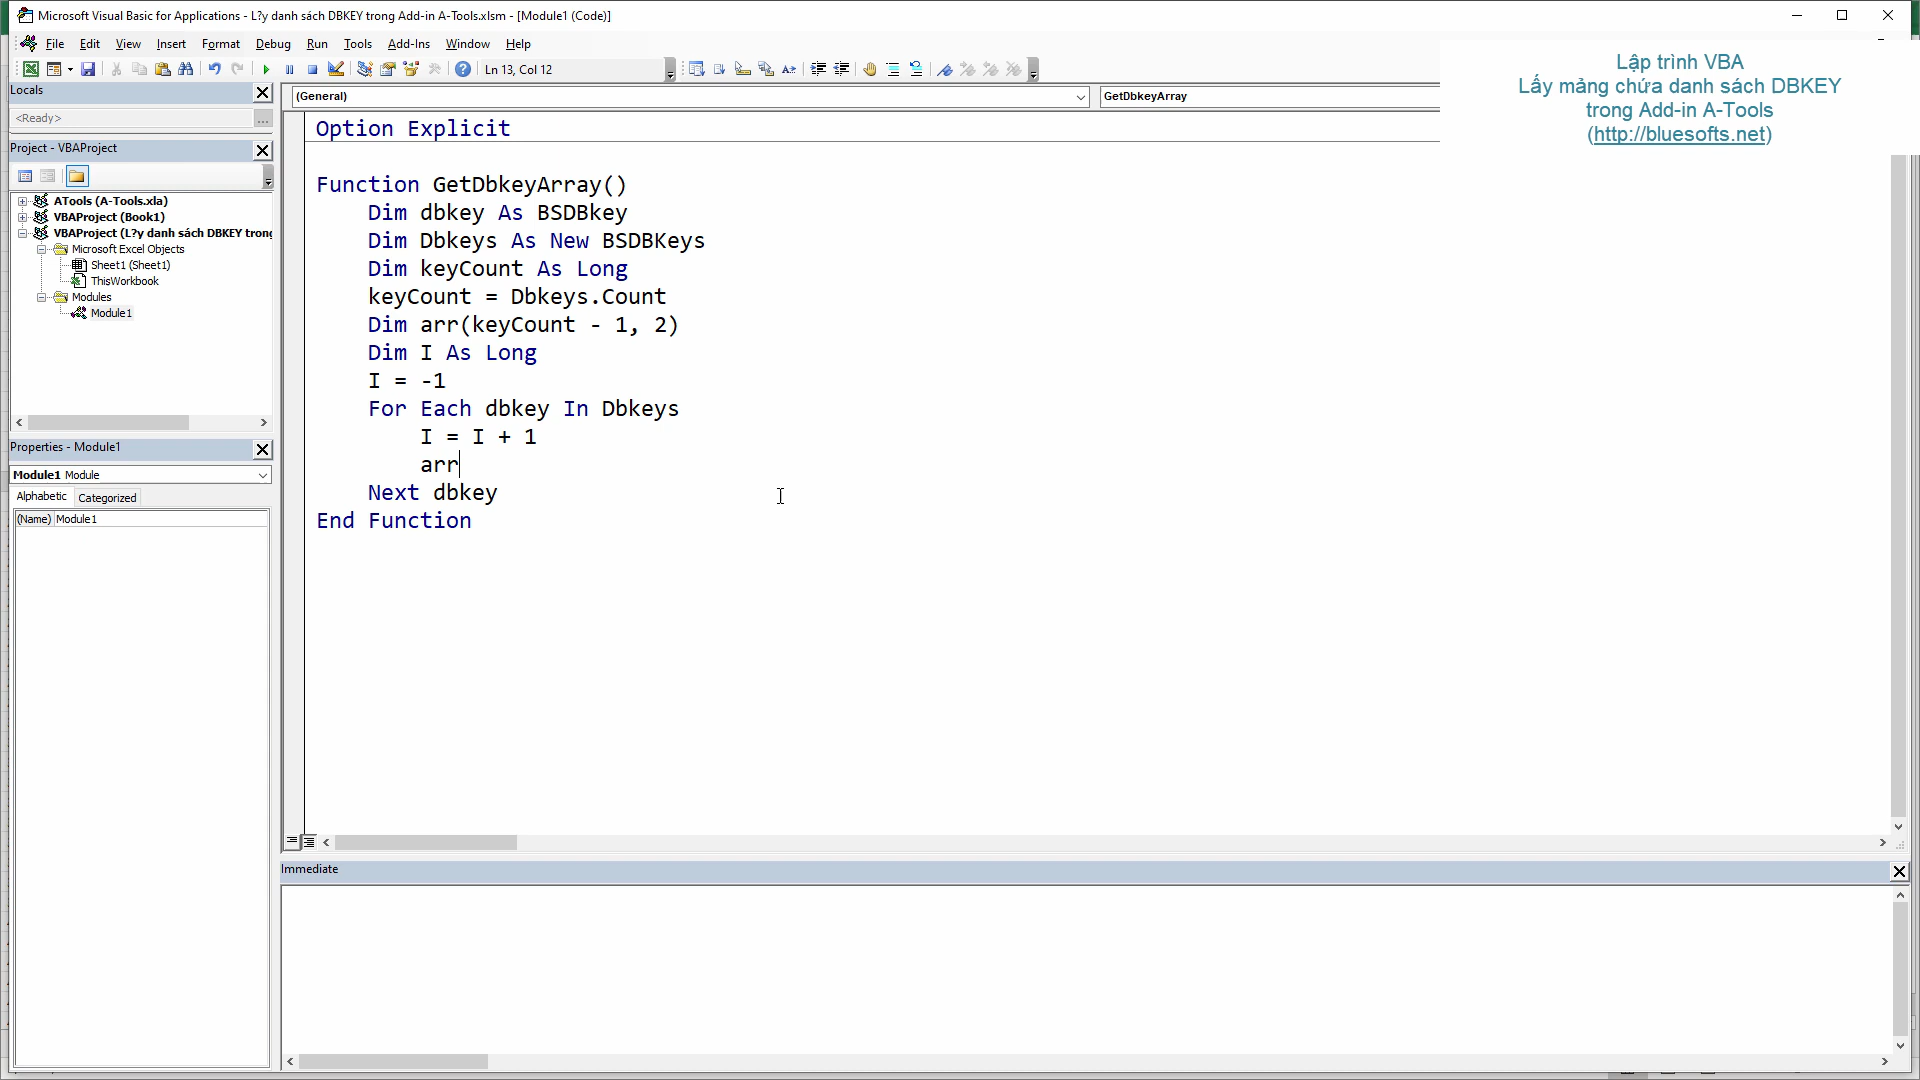 Microsoft Visual Basic for Applications - L?y danh sách DBKEY trong Add-in A-Tools.xlsm - [Module1 (Code)]
File Edit View Insert Format Debug Run Tools Add-Ins Window Help
Ln 13, Col 12
Lập trình VBA
Lấy mảng chứa danh sách DBKEY
trong Add-in A-Tools
(http://bluesofts.net)
Locals
<Ready>
...
Project - VBAProject
ATools (A-Tools.xla)
VBAProject (Book1)
VBAProject (L?y danh sách DBKEY trong
Microsoft Excel Objects
Sheet1 (Sheet1)
ThisWorkbook
Modules
Module1
Properties - Module1
Module1 Module
Alphabetic Categorized
(Name) Module1
(General) GetDbkeyArray
Option Explicit
Function GetDbkeyArray()
Dim dbkey As BSDBkey
Dim Dbkeys As New BSDBKeys
Dim keyCount As Long
keyCount = Dbkeys.Count
Dim arr(keyCount - 1, 2)
Dim I As Long
I = -1
For Each dbkey In Dbkeys
I = I + 1
arr
Next dbkey
End Function
Immediate